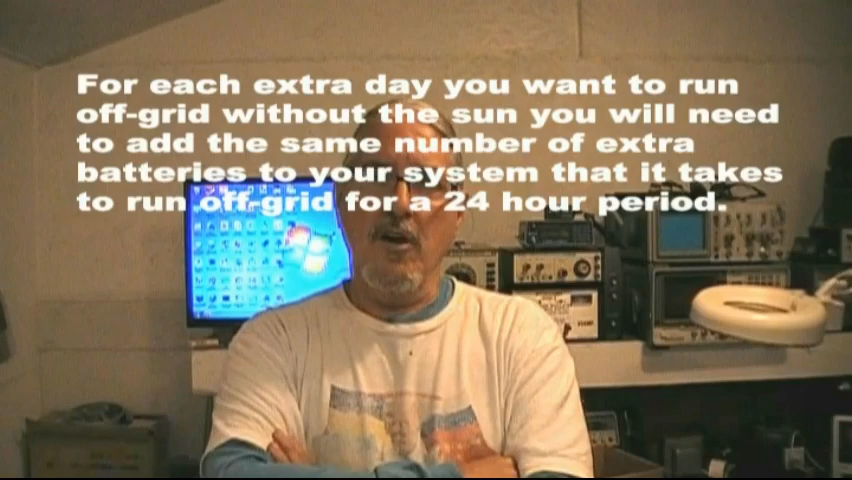 For each extra day you want to run
off-grid without the sun you will need
to add the same number of extra
batteries to your system that it takes
to run off-grid for a 24 hour period.